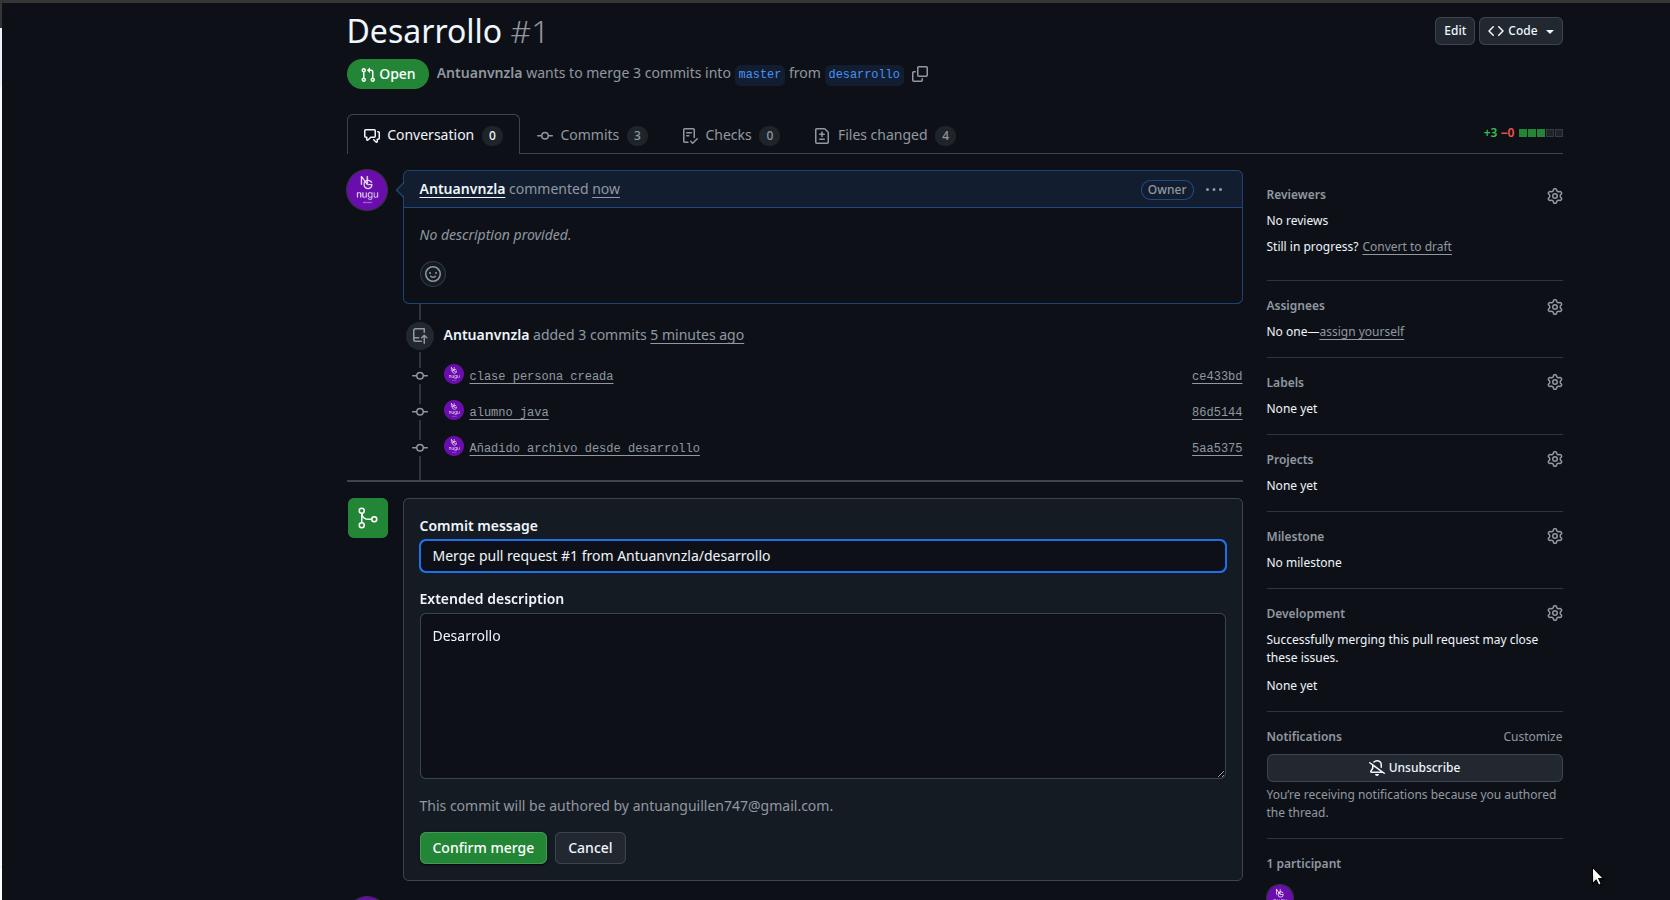 Desarrollo #1
Edit
Code
Open
Antuanvnzla wants to merge 3 commits into master from desarrollo
Conversation 0
Commits 3
Checks 0
Files changed 4
+3 −0
nugu
Antuanvnzla commented now
Owner
No description provided.
Antuanvnzla added 3 commits 5 minutes ago
clase persona creada
ce433bd
alumno java
86d5144
Añadido archivo desde desarrollo
5aa5375
Commit message
Merge pull request #1 from Antuanvnzla/desarrollo
Extended description
Desarrollo
This commit will be authored by antuanguillen747@gmail.com.
Confirm merge
Cancel
Reviewers
No reviews
Still in progress? Convert to draft
Assignees
No one—assign yourself
Labels
None yet
Projects
None yet
Milestone
No milestone
Development
Successfully merging this pull request may close
these issues.
None yet
Notifications
Customize
Unsubscribe
You're receiving notifications because you authored
the thread.
1 participant